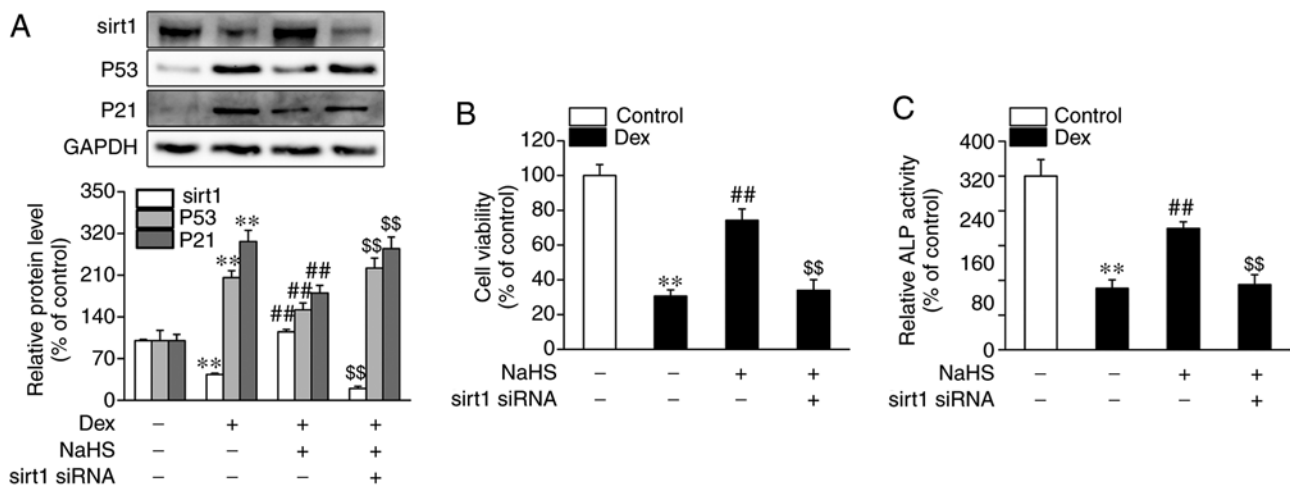 A
sirt1
P53
P21
GAPDH
350
320
210
140
70
0
Relative protein level
(% of control)
sirt1
P53
P21
** ** **
## ## ##
$$ $$ $$
Dex – + + +
NaHS – – + +
sirt1 siRNA – – – +
B
Control
Dex
120
100
80
60
40
20
0
Cell viability
(% of control)
**
##
$$
NaHS – – + +
sirt1 siRNA – – – +
C
Control
Dex
400
320
240
160
80
0
Relative ALP activity
(% of control)
**
##
$$
NaHS – – + +
sirt1 siRNA – – – +